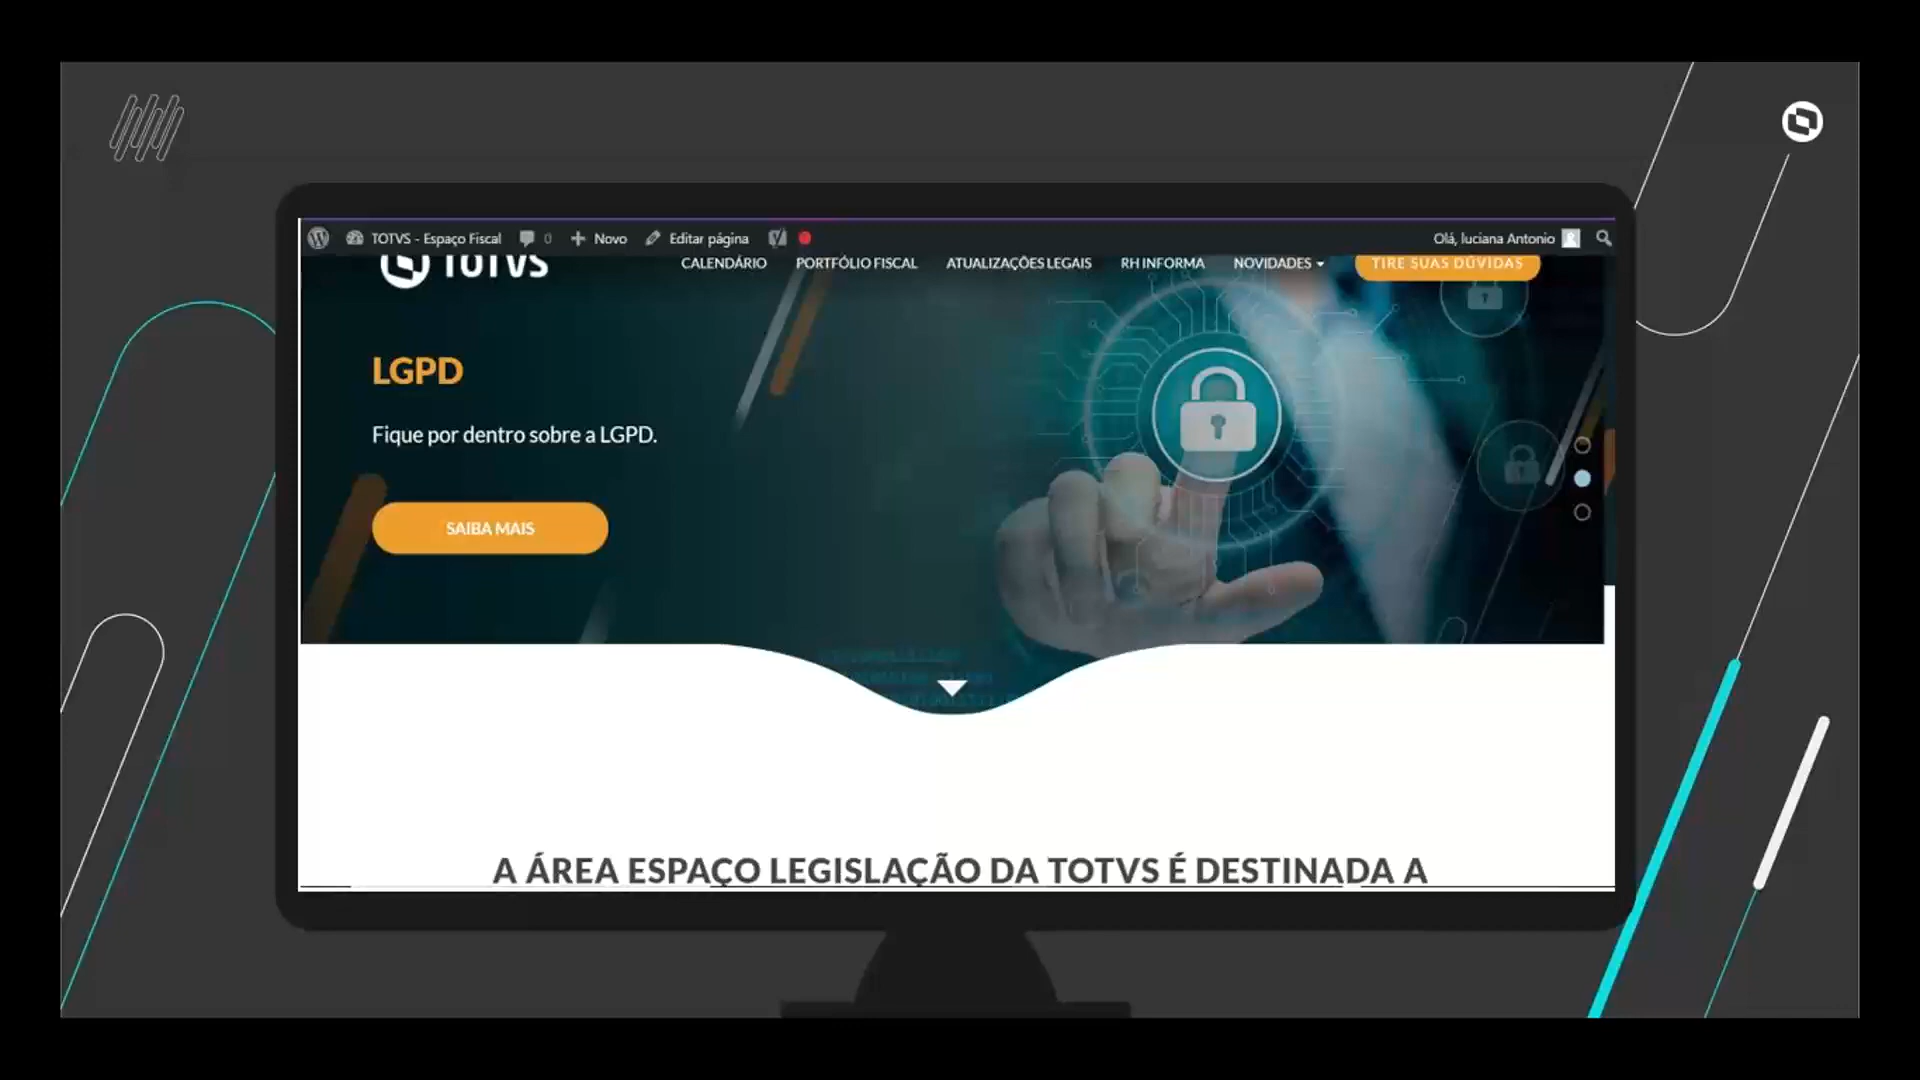 TOTVS - Espaço Fiscal 0 Novo Editar página Olá, luciana Antonio
TOTVS CALENDÁRIO PORTFÓLIO FISCAL ATUALIZAÇÕES LEGAIS RH INFORMA NOVIDADES TIRE SUAS DÚVIDAS
LGPD
Fique por dentro sobre a LGPD.
SAIBA MAIS
A ÁREA ESPAÇO LEGISLAÇÃO DA TOTVS É DESTINADA A